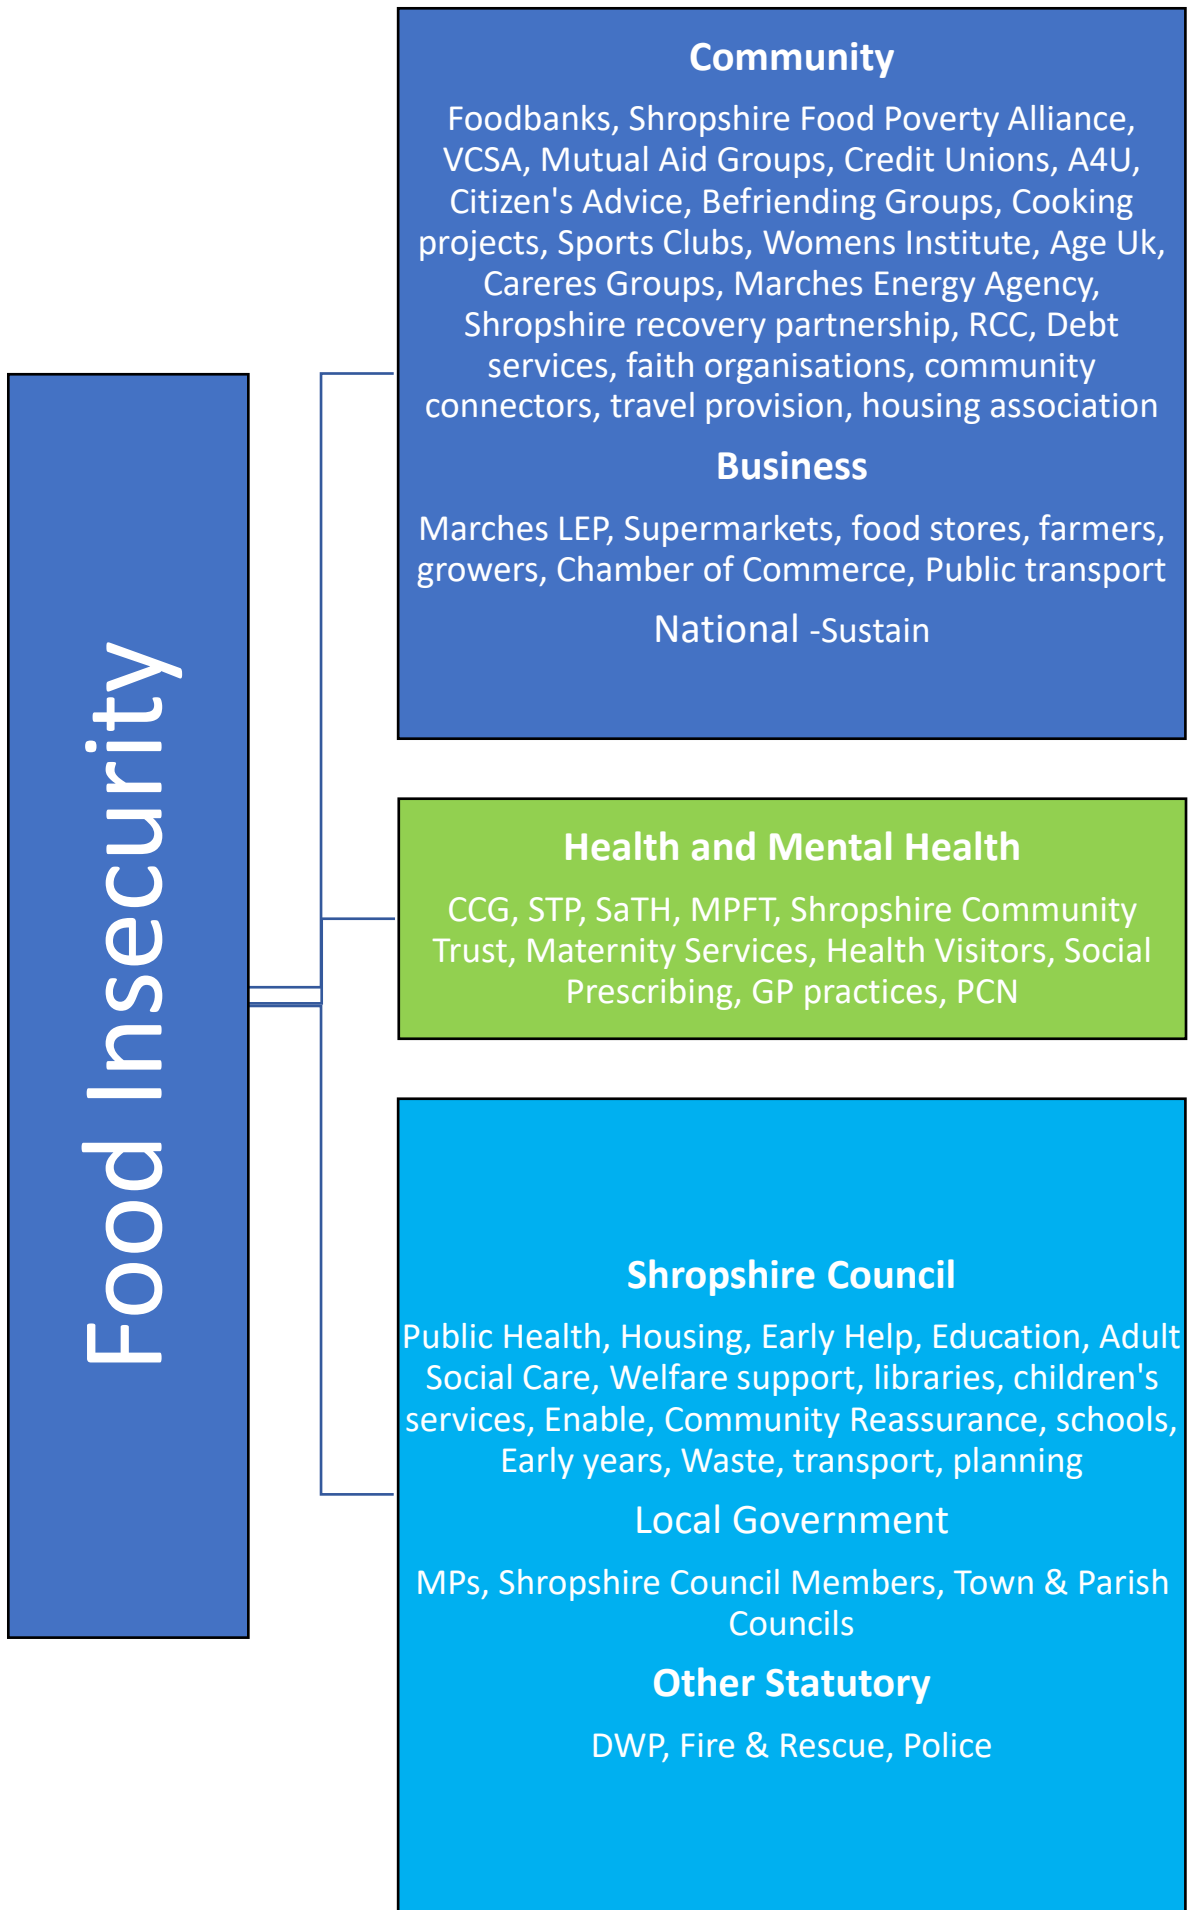 Food Insecurity
Community
Foodbanks, Shropshire Food Poverty Alliance,
VCSA, Mutual Aid Groups, Credit Unions, A4U,
Citizen's Advice, Befriending Groups, Cooking
projects, Sports Clubs, Womens Institute, Age Uk,
Careres Groups, Marches Energy Agency,
Shropshire recovery partnership, RCC, Debt
services, faith organisations, community
connectors, travel provision, housing association
Business
Marches LEP, Supermarkets, food stores, farmers,
growers, Chamber of Commerce, Public transport
National -Sustain
Health and Mental Health
CCG, STP, SaTH, MPFT, Shropshire Community
Trust, Maternity Services, Health Visitors, Social
Prescribing, GP practices, PCN
Shropshire Council
Public Health, Housing, Early Help, Education, Adult
Social Care, Welfare support, libraries, children's
services, Enable, Community Reassurance, schools,
Early years, Waste, transport, planning
Local Government
MPs, Shropshire Council Members, Town & Parish
Councils
Other Statutory
DWP, Fire & Rescue, Police